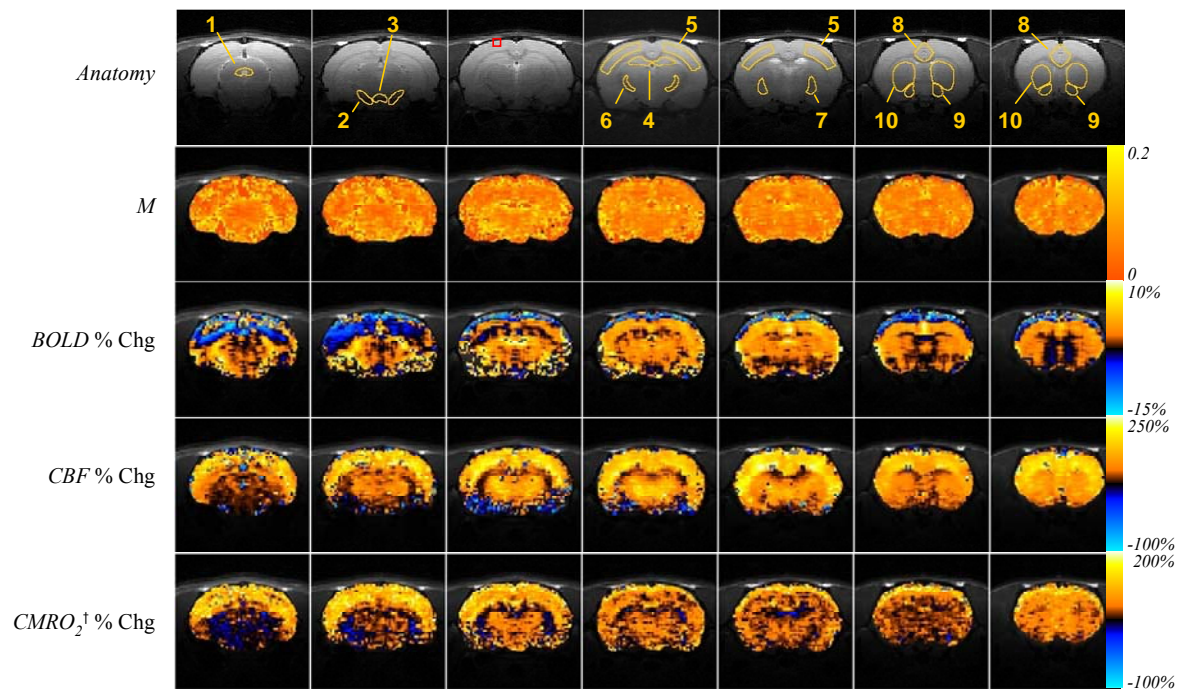 1 3 5 5 8 8
Anatomy
2 6 4 7 10 9 10 9
0.2
M
0
10%
BOLD % Chg
-15%
250%
CBF % Chg
-100%
200%
CMRO₂† % Chg
-100%